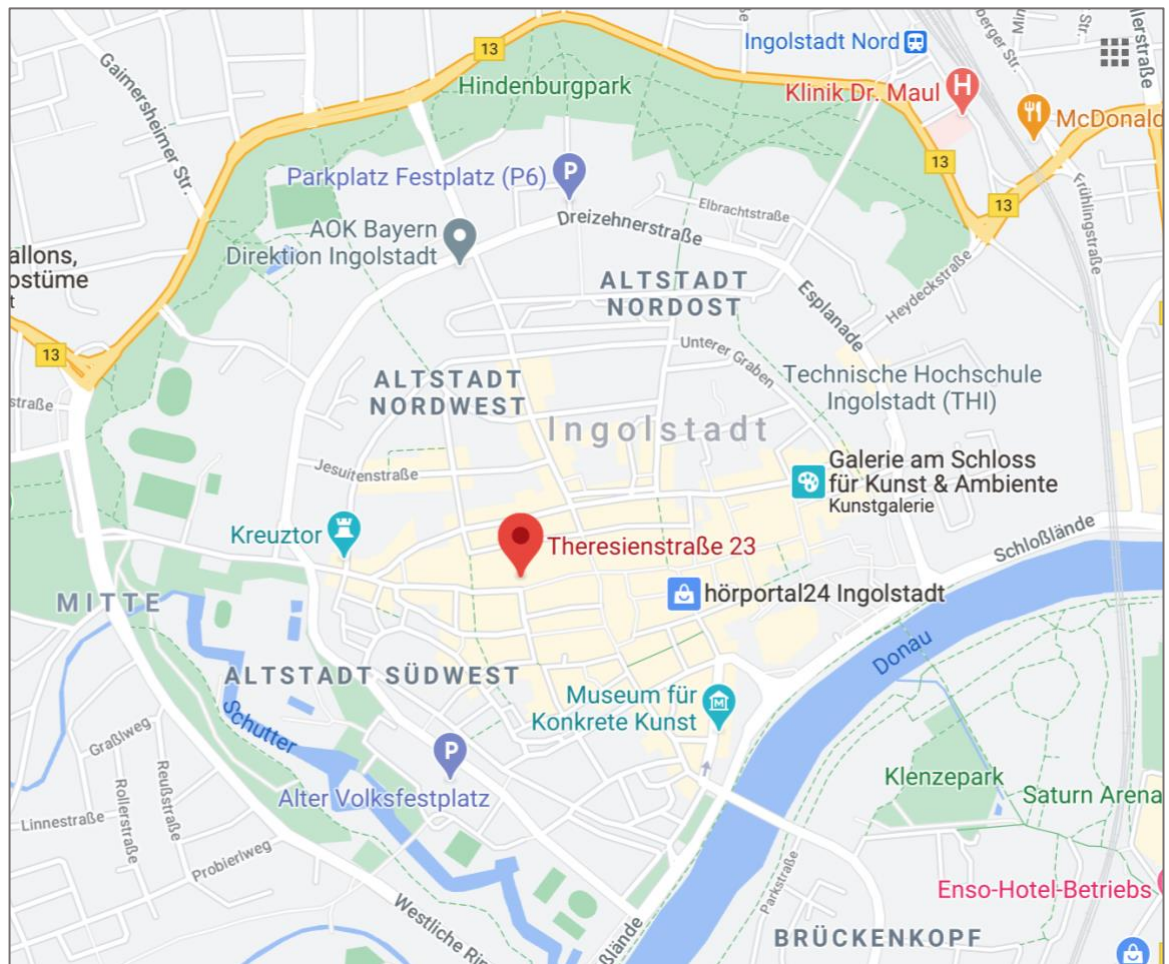 13
Ingolstadt Nord
Hindenburgpark
Klinik Dr. Maul
H
McDonald
Gaimersheimer Str.
13
13
Parkplatz Festplatz (P6)
P
Elbrachtstraße
Dreizehnerstraße
Frühlingstraße
AOK Bayern
Direktion Ingolstadt
allons,
ostüme
t
ALTSTADT
NORDOST
Esplanade
Heydeckstraße
13
Unterer Graben
ALTSTADT
NORDWEST
Technische Hochschule
Ingolstadt (THI)
straße
Ingolstadt
Jesuitenstraße
Galerie am Schloss
für Kunst & Ambiente
Kunstgalerie
Kreuztor
Theresienstraße 23
Schloßlände
hörportal24 Ingolstadt
MITTE
Donau
ALTSTADT SÜDWEST
Museum für
Konkrete Kunst
M
Schutter
Graßlweg
P
Klenzepark
Alter Volksfestplatz
Saturn Arena
Reußstraße
Rollerstraße
Linnestraße
Probierlweg
Parkstraße
Enso-Hotel-Betriebs
Westliche Rin
ßlände
BRÜCKENKOPF